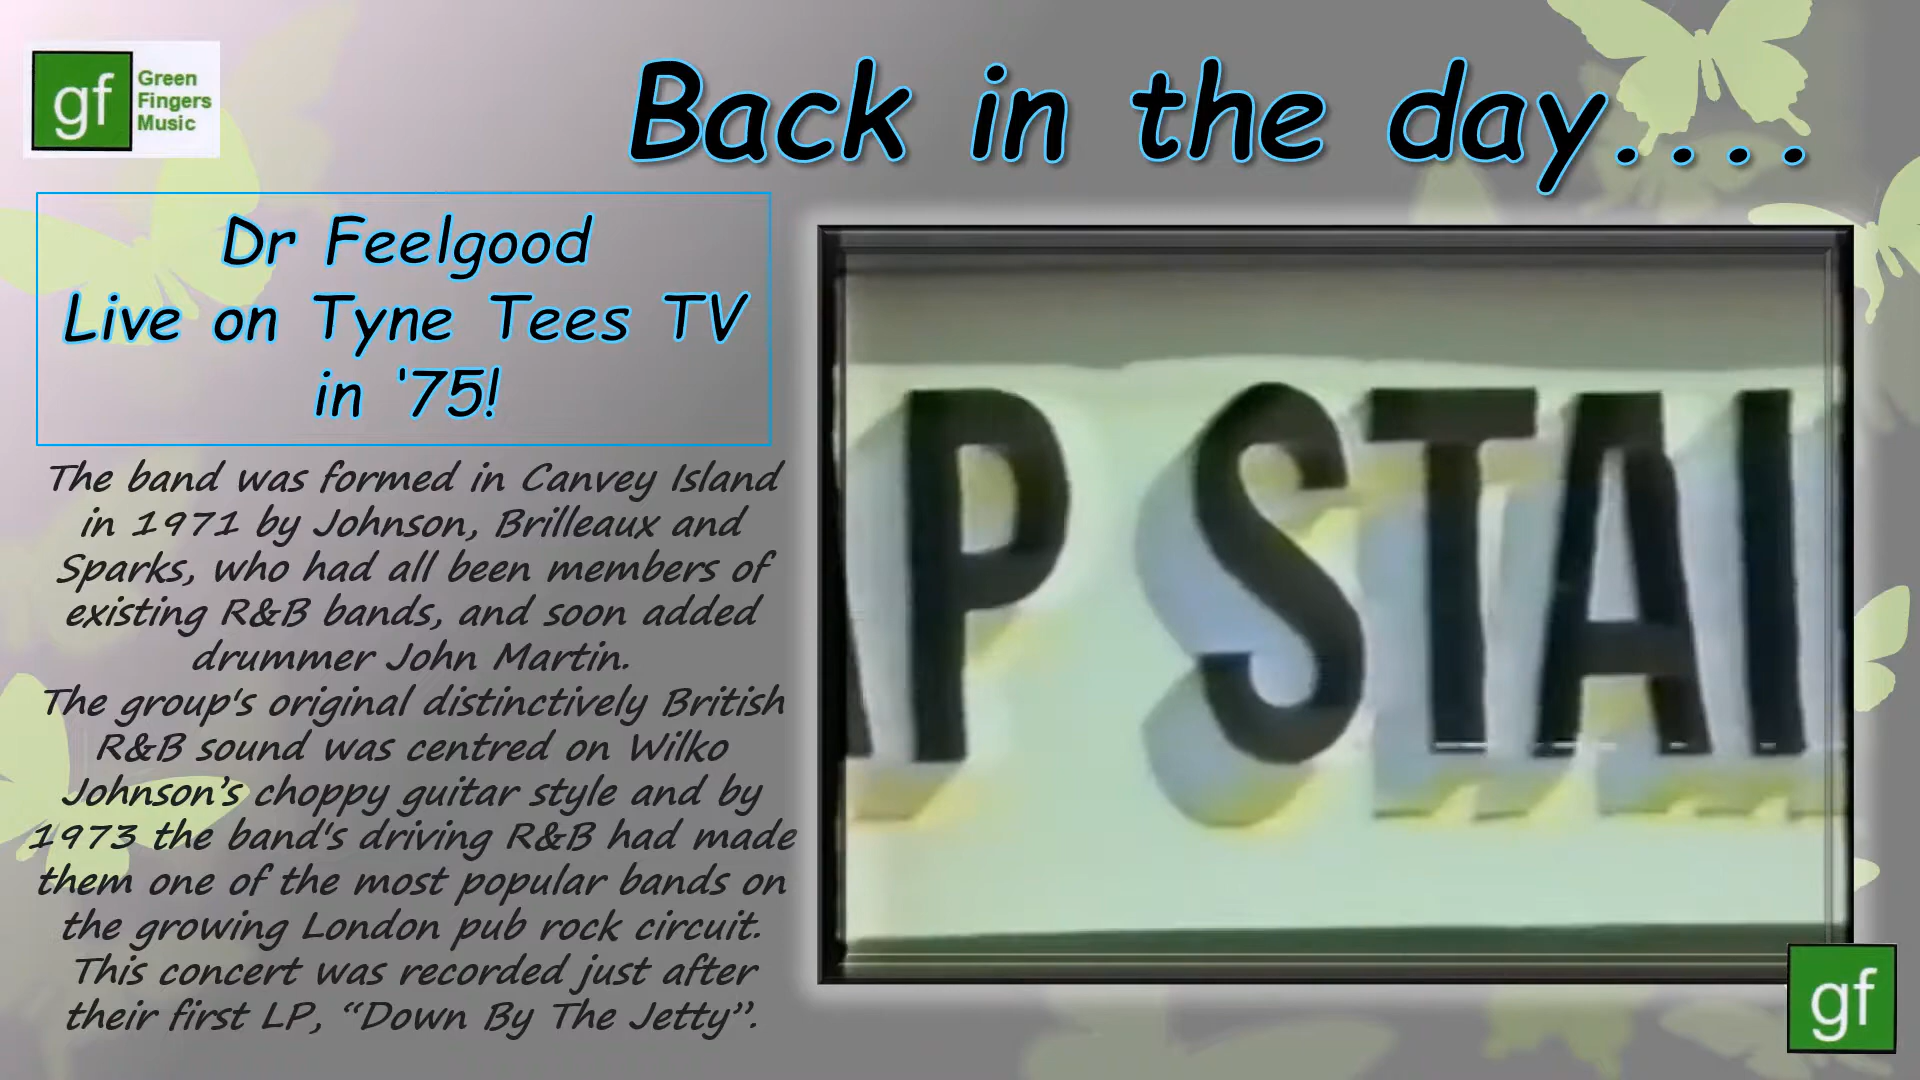 gf
Green
Fingers
Music
Back in the day....
Dr Feelgood
Live on Tyne Tees TV
in '75!
The band was formed in Canvey Island
in 1971 by Johnson, Brilleaux and
Sparks, who had all been members of
existing R&B bands, and soon added
drummer John Martin.
The group's original distinctively British
R&B sound was centred on Wilko
Johnson’s choppy guitar style and by
1973 the band's driving R&B had made
them one of the most popular bands on
the growing London pub rock circuit.
This concert was recorded just after
their first LP, “Down By The Jetty”.
AP STAI
gf